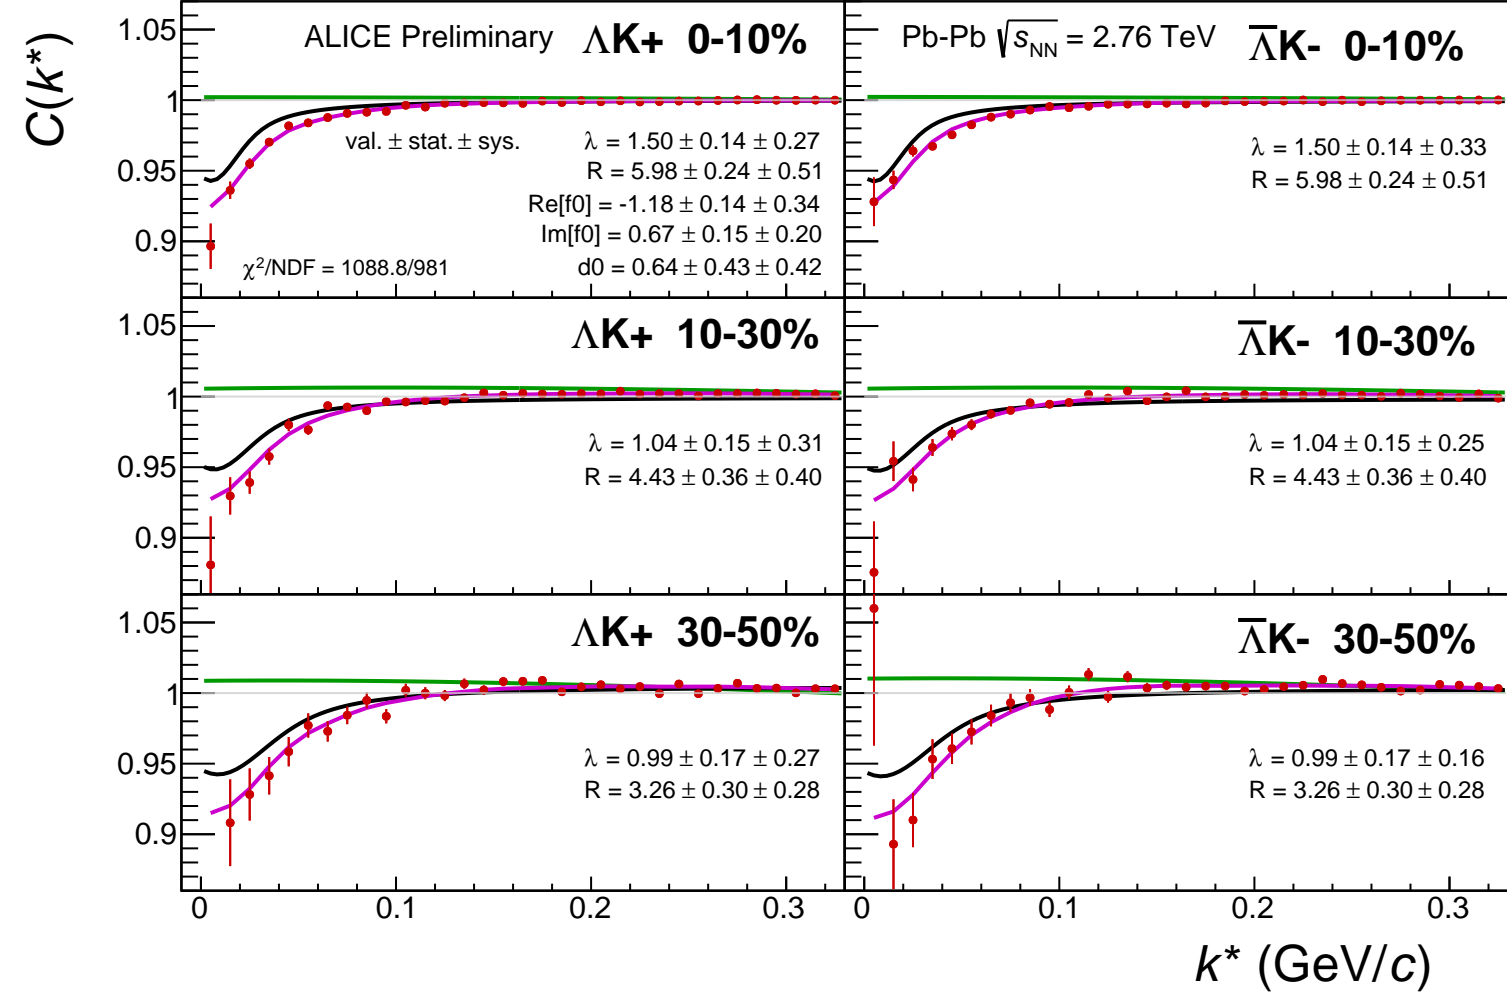 C(k*)
1.05
1
0.95
0.9
ALICE Preliminary ΛK+ 0-10%
val. ± stat. ± sys.
λ = 1.50 ± 0.14 ± 0.27
R = 5.98 ± 0.24 ± 0.51
Re[f0] = -1.18 ± 0.14 ± 0.34
Im[f0] = 0.67 ± 0.15 ± 0.20
d0 = 0.64 ± 0.43 ± 0.42
χ²/NDF = 1088.8/981
Pb-Pb √sNN = 2.76 TeV Λ̅K- 0-10%
λ = 1.50 ± 0.14 ± 0.33
R = 5.98 ± 0.24 ± 0.51
1.05
1
0.95
0.9
ΛK+ 10-30%
λ = 1.04 ± 0.15 ± 0.31
R = 4.43 ± 0.36 ± 0.40
Λ̅K- 10-30%
λ = 1.04 ± 0.15 ± 0.25
R = 4.43 ± 0.36 ± 0.40
1.05
1
0.95
0.9
ΛK+ 30-50%
λ = 0.99 ± 0.17 ± 0.27
R = 3.26 ± 0.30 ± 0.28
Λ̅K- 30-50%
λ = 0.99 ± 0.17 ± 0.16
R = 3.26 ± 0.30 ± 0.28
0 0.1 0.2 0.3
0 0.1 0.2 0.3
k* (GeV/c)